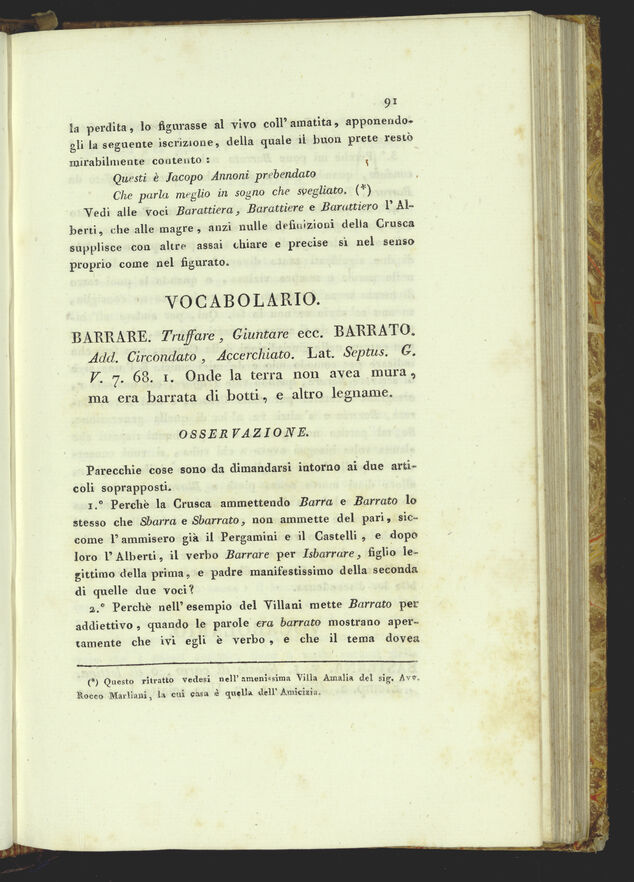 91
la perdita, lo figurasse al vivo coll'amatita, apponendo-
gli la seguente iscrizione, della quale il buon prete restò
mirabilmente contento :
Questi è Jacopo Annoni prebendato
Che parla meglio in sogno che svegliato. (*)
Vedi alle voci Barattiera, Barattiere e Barattiero l'Al-
berti, che alle magre, anzi nulle definizioni della Crusca
supplisce con altre assai chiare e precise sì nel senso
proprio come nel figurato.
VOCABOLARIO.
BARRARE. Truffare, Giuntare ecc. BARRATO.
Add. Circondato, Accerchiato. Lat. Septus. G.
V. 7. 68. 1. Onde la terra non avea mura,
ma era barrata di botti, e altro legname.
OSSERVAZIONE.
Parecchie cose sono da dimandarsi intorno ai due arti-
coli soprapposti.
1.° Perchè la Crusca ammettendo Barra e Barrato lo
stesso che Sbarra e Sbarrato, non ammette del pari, sic-
come l'ammisero già il Pergamini e il Castelli, e dopo
loro l'Alberti, il verbo Barrare per Isbarrare, figlio le-
gittimo della prima, e padre manifestissimo della seconda
di quelle due voci?
2.° Perchè nell'esempio del Villani mette Barrato per
addiettivo, quando le parole era barrato mostrano aper-
tamente che ivi egli è verbo, e che il tema dovea
(*) Questo ritratto vedesi nell'amenissima Villa Amalia del sig. Avv.
Rocco Marliani, la cui casa è quella dell'Amicizia.